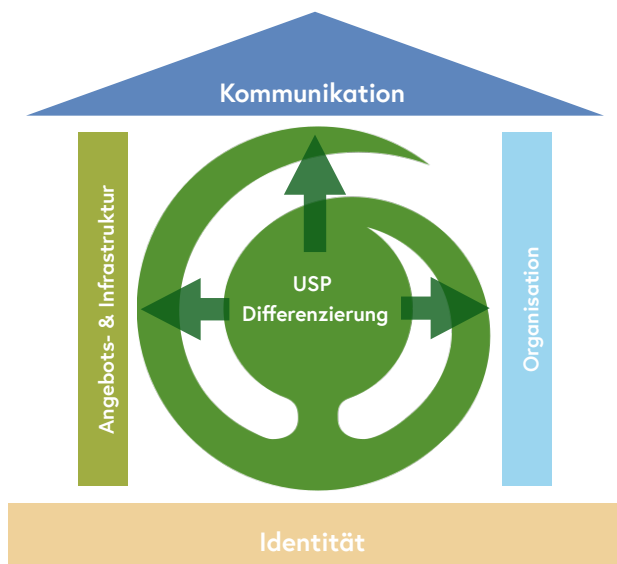 Kommunikation
Angebots- & Infrastruktur
USP
Differenzierung
Organisation
Identität